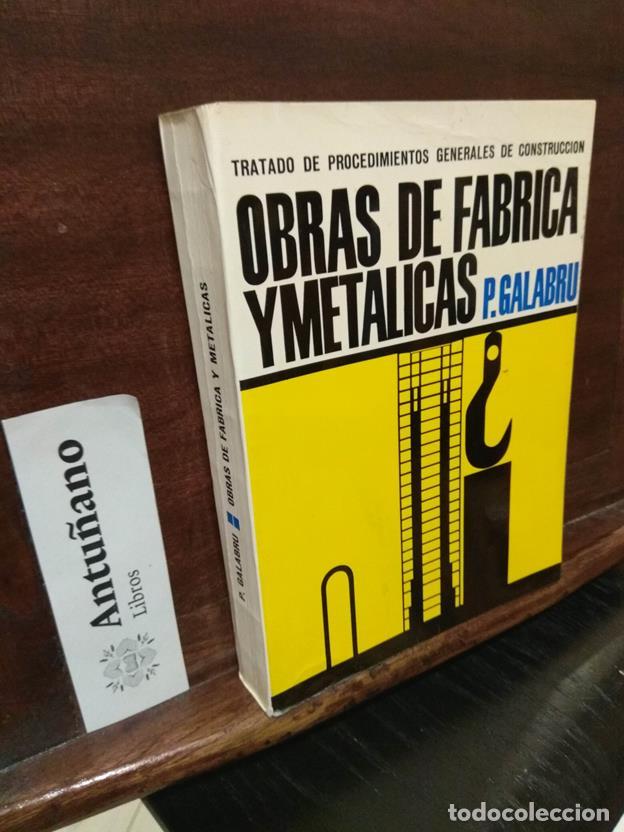 TRATADO DE PROCEDIMIENTOS GENERALES DE CONSTRUCCION
OBRAS DE FABRICA
Y METALICAS P. GALABRU
P. GALABRU OBRAS DE FABRICA Y METALICAS
Antuñano
Libros
todocoleccion